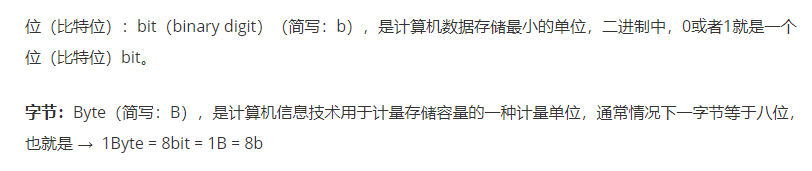 位（比特位）：bit（binary digit）（简写：b），是计算机数据存储最小的单位，二进制中，0或者1就是一个
位（比特位）bit。
字节：Byte（简写：B），是计算机信息技术用于计量存储容量的一种计量单位，通常情况下一字节等于八位，
也就是 → 1Byte = 8bit = 1B = 8b